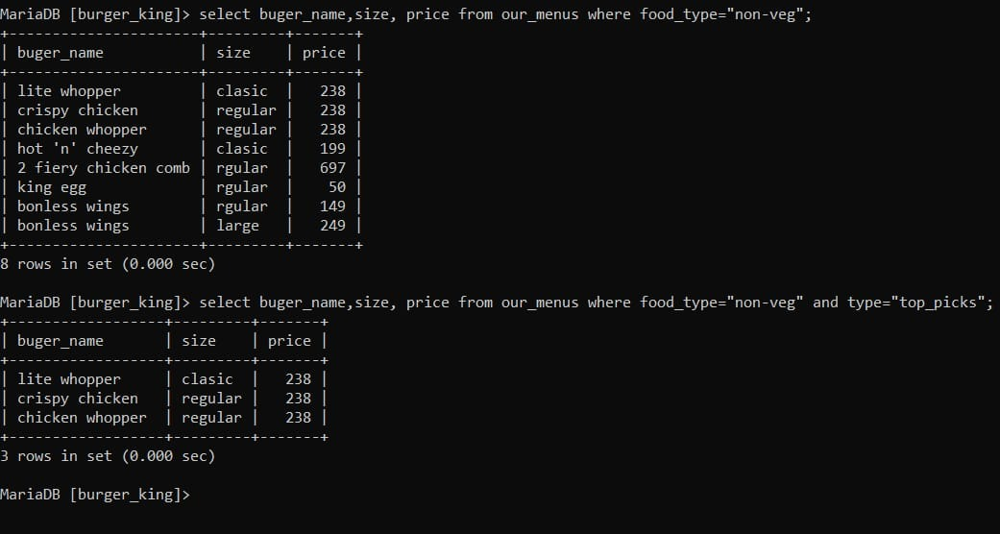 MariaDB [burger_king]> select buger_name,size, price from our_menus where food_type="non-veg";
+----------------------+---------+-------+
| buger_name           | size    | price |
+----------------------+---------+-------+
| lite whopper         | clasic  |   238 |
| crispy chicken       | regular |   238 |
| chicken whopper      | regular |   238 |
| hot 'n' cheezy       | clasic  |   199 |
| 2 fiery chicken comb | rgular  |   697 |
| king egg             | rgular  |    50 |
| bonless wings        | rgular  |   149 |
| bonless wings        | large   |   249 |
+----------------------+---------+-------+
8 rows in set (0.000 sec)

MariaDB [burger_king]> select buger_name,size, price from our_menus where food_type="non-veg" and type="top_picks";
+------------------+---------+-------+
| buger_name       | size    | price |
+------------------+---------+-------+
| lite whopper     | clasic  |   238 |
| crispy chicken   | regular |   238 |
| chicken whopper  | regular |   238 |
+------------------+---------+-------+
3 rows in set (0.000 sec)

MariaDB [burger_king]>